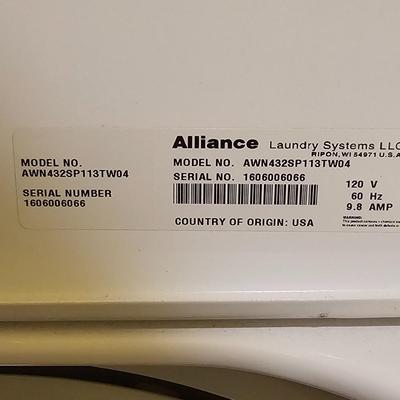 Alliance Laundry Systems LLC
RIPON, WI 54971 U.S.A
MODEL NO.
AWN432SP113TW04
SERIAL NUMBER
1606006066
MODEL NO. AWN432SP113TW04
SERIAL NO. 1606006066
120 V
60 Hz
9.8 AMP
COUNTRY OF ORIGIN: USA
WARNING: